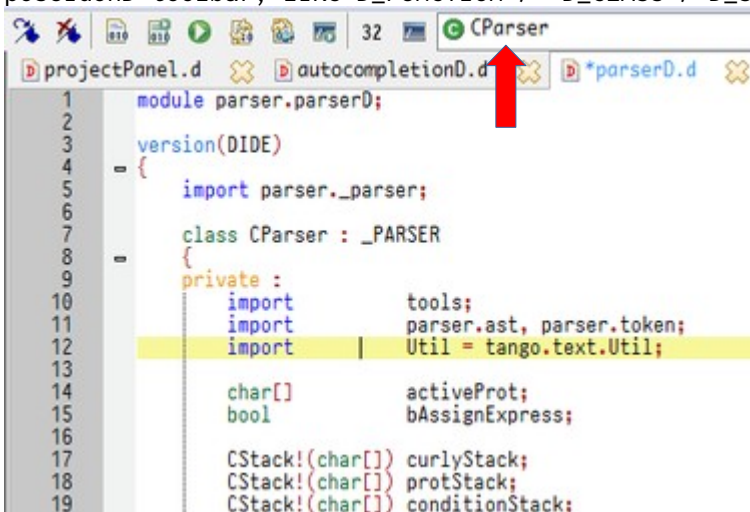 32 CParser
projectPanel.d autocompletionD.d *parserD.d
1 module parser.parserD;
2
3 version(DIDE)
4 {
5 import parser._parser;
6
7 class CParser : _PARSER
8 {
9 private :
10 import tools;
11 import parser.ast, parser.token;
12 import Util = tango.text.Util;
13
14 char[] activeProt;
15 bool bAssignExpress;
16
17 CStack!(char[]) curlyStack;
18 CStack!(char[]) protStack;
19 CStack!(char[]) conditionStack;